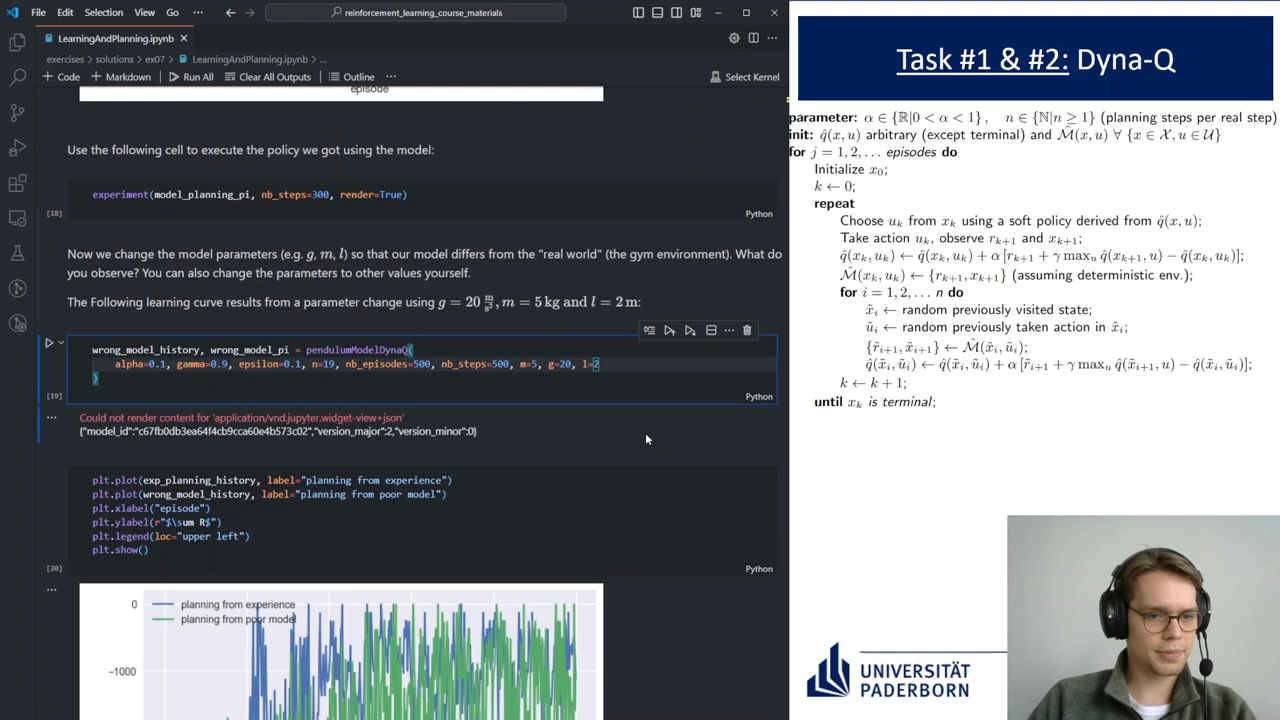 File Edit Selection View Go ... reinforcement_learning_course_materials
LearningAndPlanning.ipynb
exercises > solutions > ex07 > LearningAndPlanning.ipynb > ...
+ Code + Markdown Run All Clear All Outputs Outline ... Select Kernel
episode
Use the following cell to execute the policy we got using the model:
experiment(model_planning_pi, nb_steps=300, render=True)
[18] Python
Now we change the model parameters (e.g. g, m, l) so that our model differs from the "real world" (the gym environment). What do
you observe? You can also change the parameters to other values yourself.
The Following learning curve results from a parameter change using g = 20 m/s², m = 5 kg and l = 2 m:
wrong_model_history, wrong_model_pi = pendulumModelDynaQ(
alpha=0.1, gamma=0.9, epsilon=0.1, n=19, nb_episodes=500, nb_steps=500, m=5, g=20, l=2
)
[19] Python
Could not render content for 'application/vnd.jupyter.widget-view+json'
{"model_id":"c67fb0db3ea64f4cb9cca60e4b573c02","version_major":2,"version_minor":0}
plt.plot(exp_planning_history, label="planning from experience")
plt.plot(wrong_model_history, label="planning from poor model")
plt.xlabel("episode")
plt.ylabel(r"$\sum R$")
plt.legend(loc="upper left")
plt.show()
[20] Python
0
planning from experience
planning from poor model
−1000
Task #1 & #2: Dyna-Q
parameter: α ∈ {ℝ|0 < α < 1}, n ∈ {ℕ|n ≥ 1} (planning steps per real step)
init: q̂(x, u) arbitrary (except terminal) and M̂(x, u) ∀ {x ∈ 𝒳, u ∈ 𝒰}
for j = 1, 2, ... episodes do
Initialize x₀;
k ← 0;
repeat
Choose uₖ from xₖ using a soft policy derived from q̂(x, u);
Take action uₖ, observe rₖ₊₁ and xₖ₊₁;
q̂(xₖ, uₖ) ← q̂(xₖ, uₖ) + α [rₖ₊₁ + γ maxᵤ q̂(xₖ₊₁, u) − q̂(xₖ, uₖ)];
M̂(xₖ, uₖ) ← {rₖ₊₁, xₖ₊₁} (assuming deterministic env.);
for i = 1, 2, ... n do
x̃ᵢ ← random previously visited state;
ũᵢ ← random previously taken action in x̃ᵢ;
{r̃ᵢ₊₁, x̃ᵢ₊₁} ← M̂(x̃ᵢ, ũᵢ);
q̂(x̃ᵢ, ũᵢ) ← q̂(x̃ᵢ, ũᵢ) + α [r̃ᵢ₊₁ + γ maxᵤ q̂(x̃ᵢ₊₁, u) − q̂(x̃ᵢ, ũᵢ)];
k ← k + 1;
until xₖ is terminal;
UNIVERSITÄT
PADERBORN